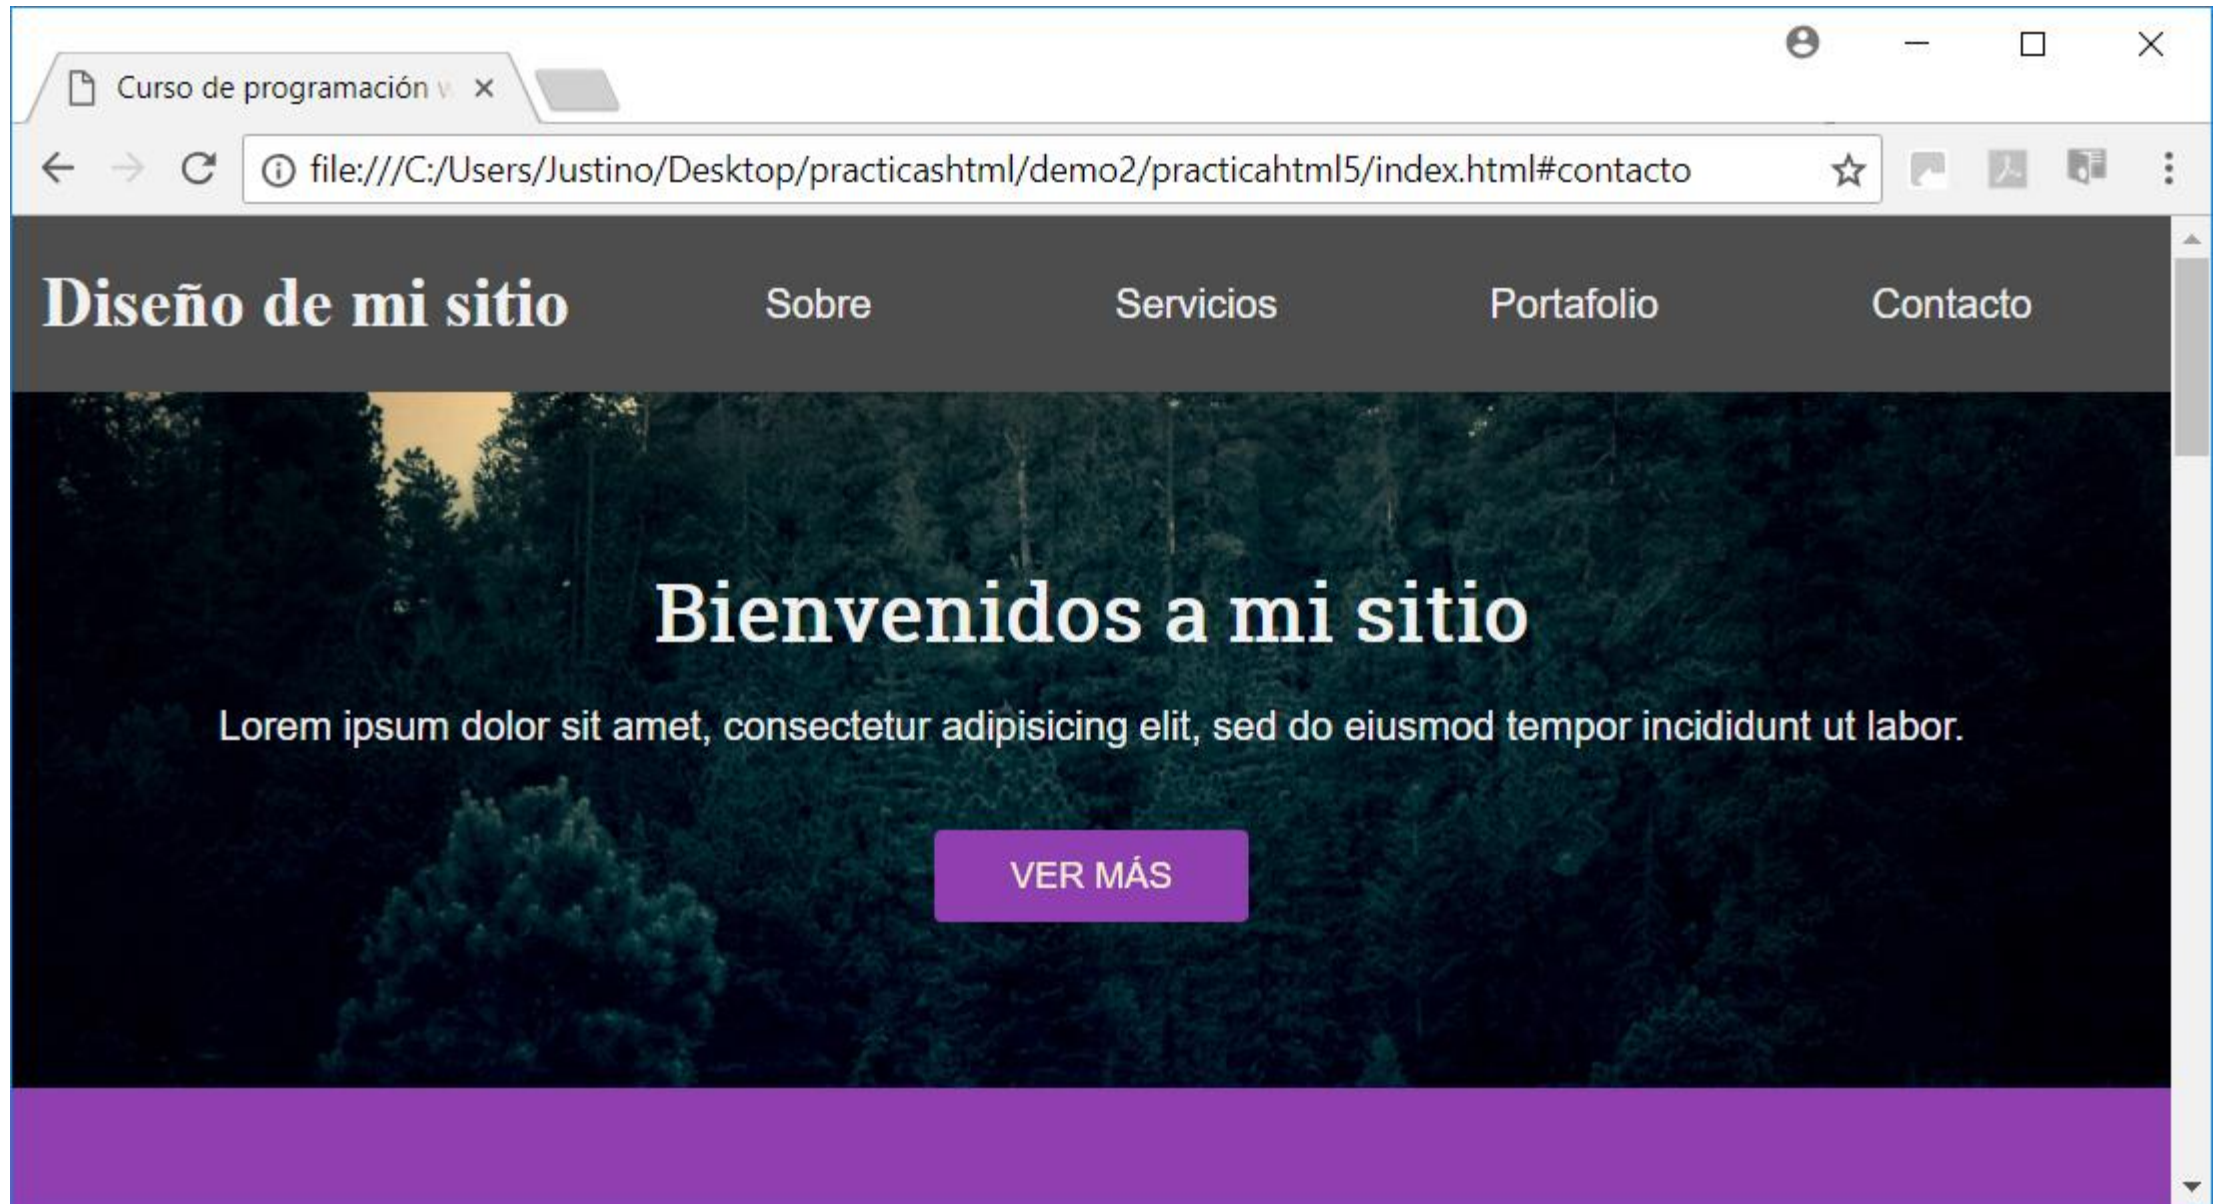 Curso de programación
file:///C:/Users/Justino/Desktop/practicashtml/demo2/practicahtml5/index.html#contacto
Diseño de mi sitio Sobre Servicios Portafolio Contacto
Bienvenidos a mi sitio
Lorem ipsum dolor sit amet, consectetur adipisicing elit, sed do eiusmod tempor incididunt ut labor.
VER MÁS